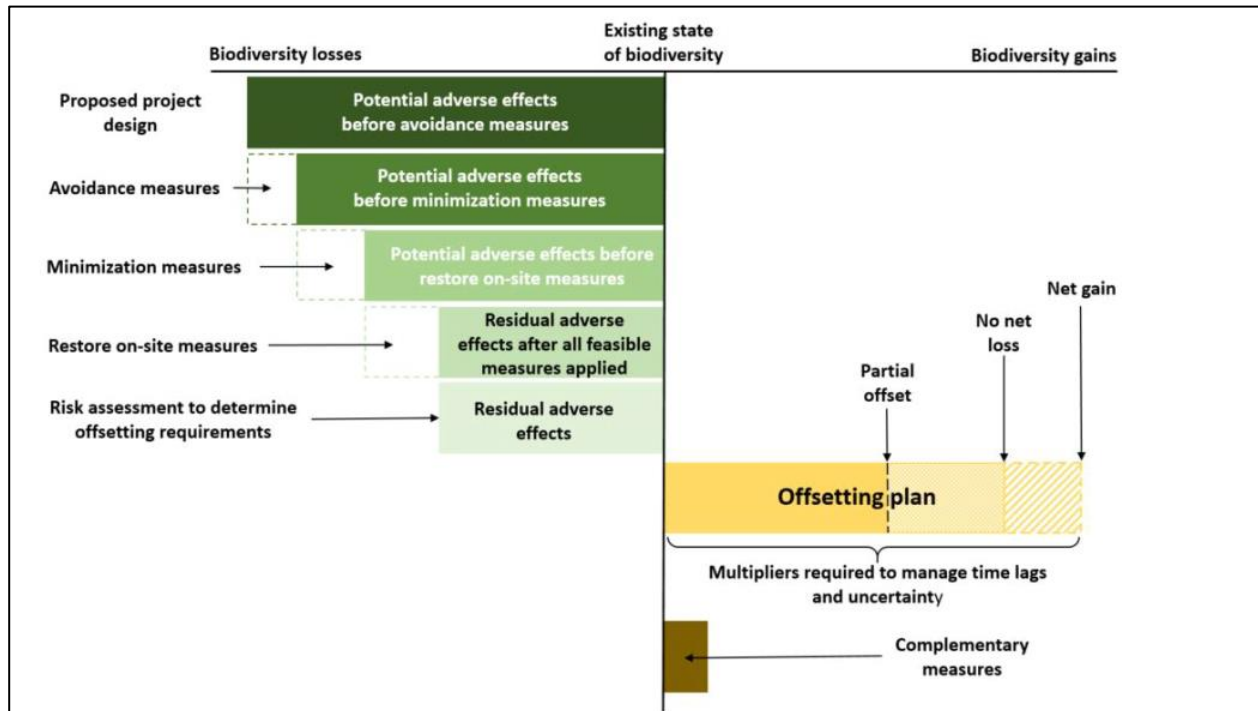 Biodiversity losses
Existing state
of biodiversity
Biodiversity gains
Proposed project
design
Potential adverse effects
before avoidance measures
Avoidance measures
Potential adverse effects
before minimization measures
Minimization measures
Potential adverse effects before
restore on-site measures
Restore on-site measures
Residual adverse
effects after all feasible
measures applied
Risk assessment to determine
offsetting requirements
Residual adverse
effects
Partial
offset
No net
loss
Net gain
Offsetting plan
Multipliers required to manage time lags
and uncertainty
Complementary
measures